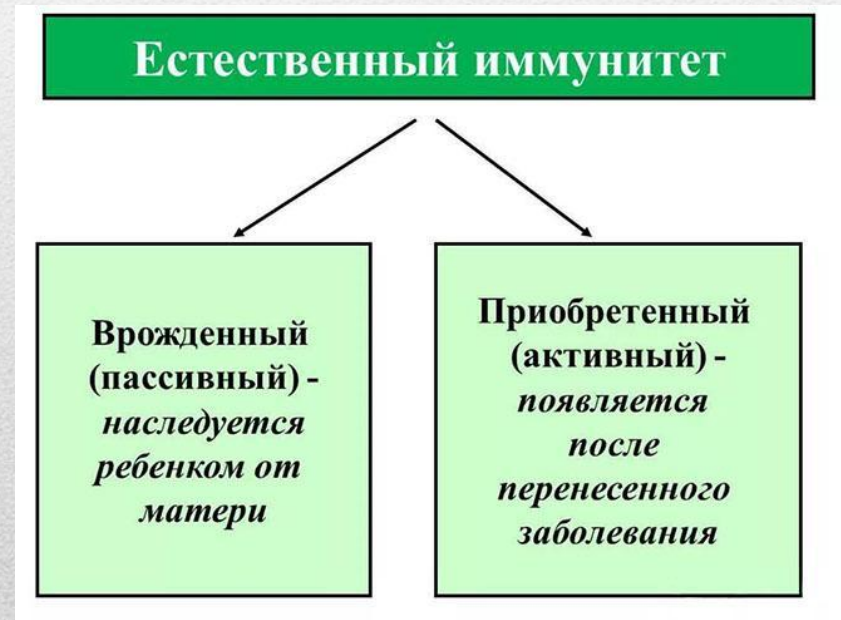 Естественный иммунитет
Врожденный
(пассивный) -
наследуется
ребенком от
матери
Приобретенный
(активный) -
появляется
после
перенесенного
заболевания